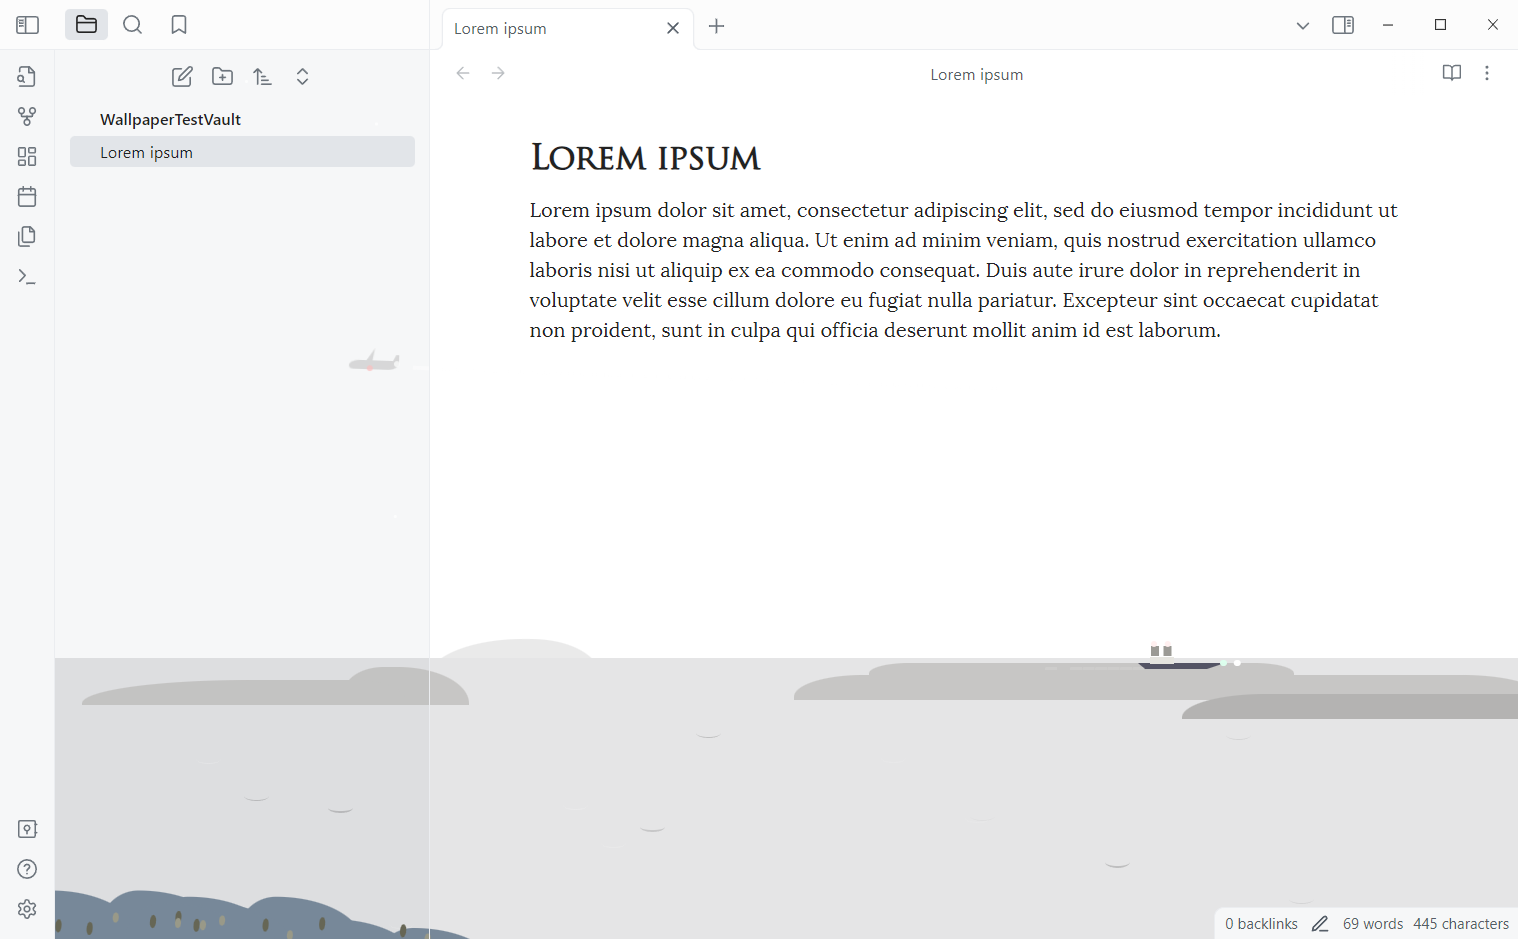 Lorem ipsum
Lorem ipsum
WallpaperTestVault
Lorem ipsum
Lorem ipsum
Lorem ipsum dolor sit amet, consectetur adipiscing elit, sed do eiusmod tempor incididunt ut
labore et dolore magna aliqua. Ut enim ad minim veniam, quis nostrud exercitation ullamco
laboris nisi ut aliquip ex ea commodo consequat. Duis aute irure dolor in reprehenderit in
voluptate velit esse cillum dolore eu fugiat nulla pariatur. Excepteur sint occaecat cupidatat
non proident, sunt in culpa qui officia deserunt mollit anim id est laborum.
0 backlinks 69 words 445 characters